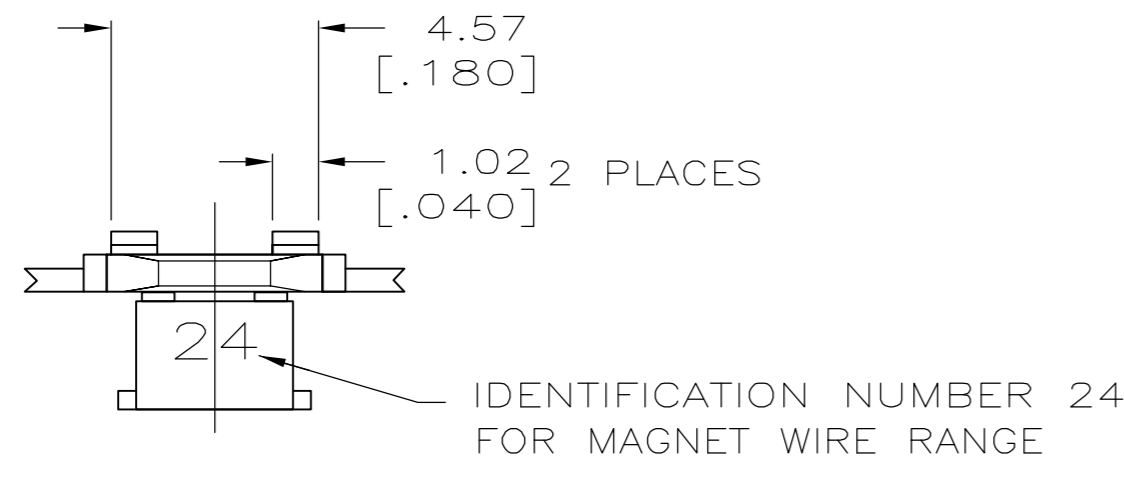 4.57
[.180]
1.02 2 PLACES
[.040]
24
IDENTIFICATION NUMBER 24
FOR MAGNET WIRE RANGE